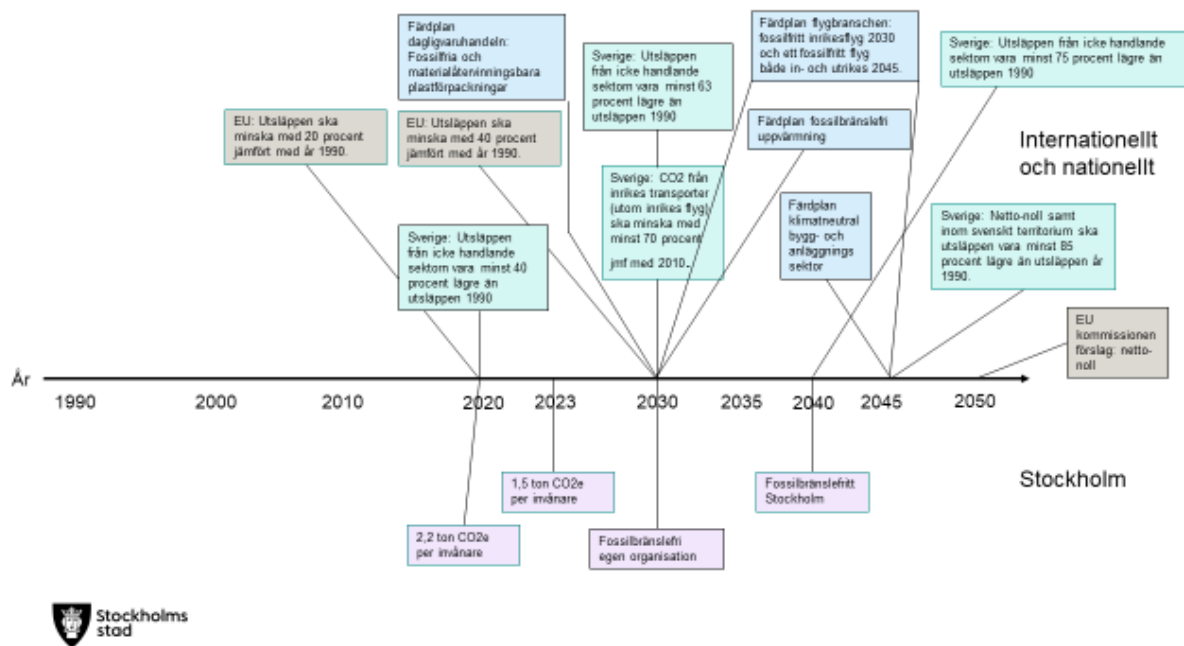 Färdplan
dagligvaruhandeln:
Fossilfria och
materialåtervinningsbara
plastförpackningar
Sverige: Utsläppen
från icke handlande
sektorn vara minst 63
procent lägre än
utsläppen 1990
Färdplan flygbranschen:
fossilfritt inrikesflyg 2030
och ett fossilfritt flyg
både in- och utrikes 2045.
Sverige: Utsläppen från icke handlande
sektorn vara minst 75 procent lägre än
utsläppen 1990
EU: Utsläppen ska
minska med 20 procent
jämfört med år 1990.
EU: Utsläppen ska
minska med 40 procent
jämfört med år 1990.
Färdplan fossilbränslefri
uppvärmning
Internationellt
och nationellt
Sverige: CO2 från
inrikes transporter
(utom inrikes flyg)
ska minska med
minst 70 procent
jmf med 2010.
Färdplan
klimatneutral
bygg- och
anläggnings
sektor
Sverige: Netto-noll samt
inom svenskt territorium ska
utsläppen vara minst 85
procent lägre än utsläppen år
1990.
Sverige: Utsläppen
från icke handlande
sektorn vara minst 40
procent lägre än
utsläppen 1990
EU
kommissionen
förslag: netto-
noll
År
1990 2000 2010 2020 2023 2030 2035 2040 2045 2050
1,5 ton CO2e
per invånare
Fossilbränslefritt
Stockholm
Stockholm
2,2 ton CO2e
per invånare
Fossilbränslefri
egen organisation
Stockholms
stad